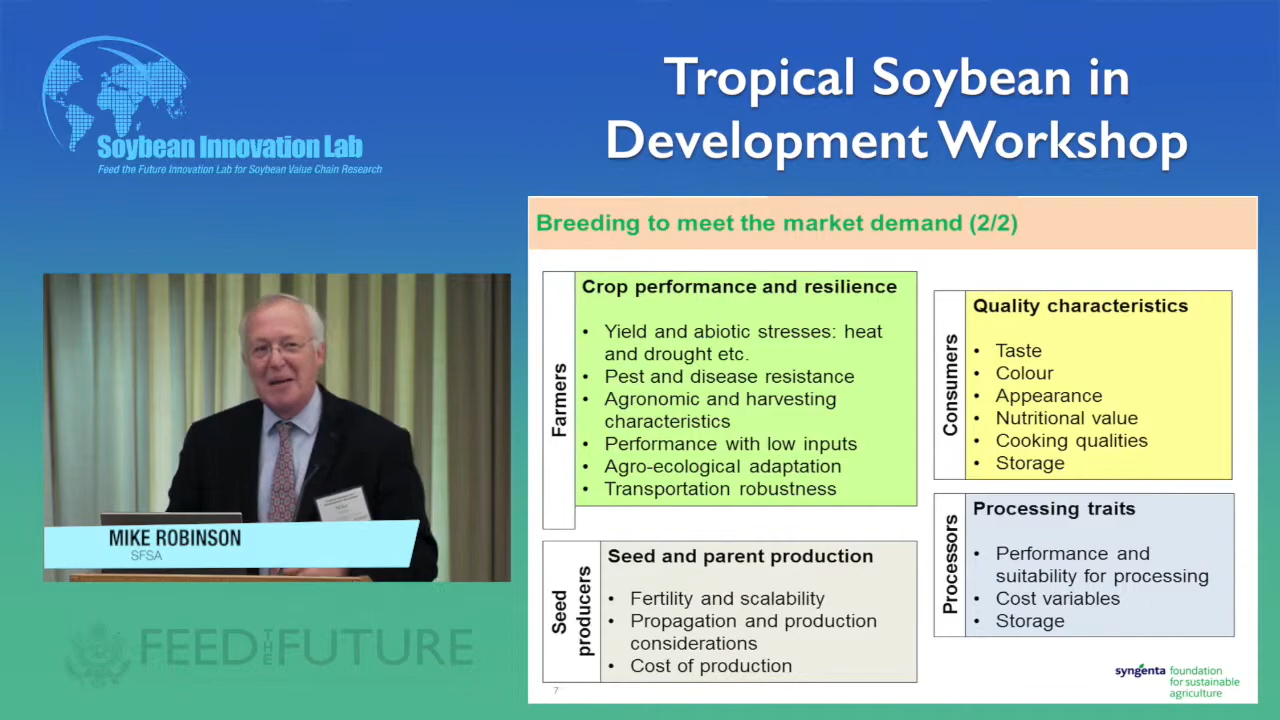 Soybean Innovation Lab
Feed the Future Innovation Lab for Soybean Value Chain Research
Tropical Soybean in
Development Workshop
Breeding to meet the market demand (2/2)
Farmers
Crop performance and resilience
• Yield and abiotic stresses: heat
and drought etc.
• Pest and disease resistance
• Agronomic and harvesting
characteristics
• Performance with low inputs
• Agro-ecological adaptation
• Transportation robustness
Consumers
Quality characteristics
• Taste
• Colour
• Appearance
• Nutritional value
• Cooking qualities
• Storage
Seed
producers
Seed and parent production
• Fertility and scalability
• Propagation and production
considerations
• Cost of production
Processors
Processing traits
• Performance and
suitability for processing
• Cost variables
• Storage
7
syngenta foundation
for sustainable
agriculture
MIKE ROBINSON
SFSA
FEED THE FUTURE